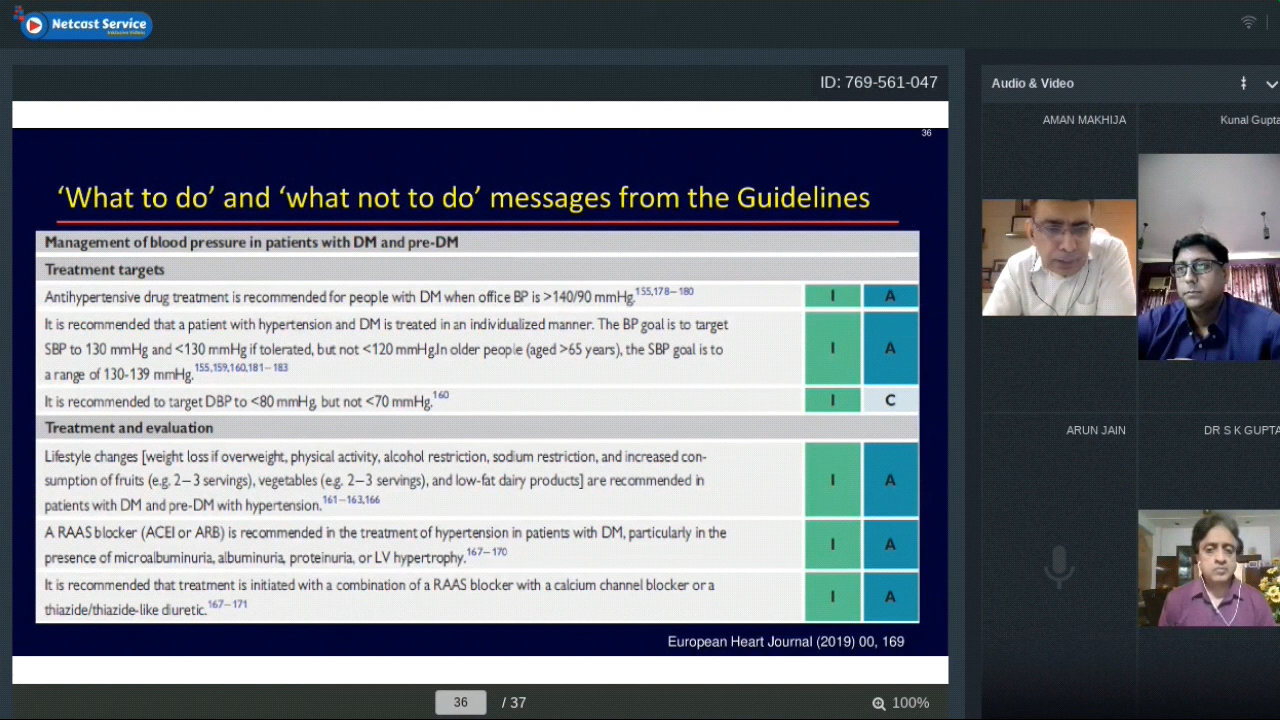 Netcast Service
Exklusive Videos
ID: 769-561-047
36
‘What to do’ and ‘what not to do’ messages from the Guidelines
Management of blood pressure in patients with DM and pre-DM
Treatment targets
Antihypertensive drug treatment is recommended for people with DM when office BP is >140/90 mmHg.155,178–180 I A
It is recommended that a patient with hypertension and DM is treated in an individualized manner. The BP goal is to target
SBP to 130 mmHg and <130 mmHg if tolerated, but not <120 mmHg.In older people (aged >65 years), the SBP goal is to
a range of 130-139 mmHg.155,159,160,181–183 I A
It is recommended to target DBP to <80 mmHg, but not <70 mmHg.160 I C
Treatment and evaluation
Lifestyle changes [weight loss if overweight, physical activity, alcohol restriction, sodium restriction, and increased con-
sumption of fruits (e.g. 2–3 servings), vegetables (e.g. 2–3 servings), and low-fat dairy products] are recommended in
patients with DM and pre-DM with hypertension.161–163,166 I A
A RAAS blocker (ACEI or ARB) is recommended in the treatment of hypertension in patients with DM, particularly in the
presence of microalbuminuria, albuminuria, proteinuria, or LV hypertrophy.167–170 I A
It is recommended that treatment is initiated with a combination of a RAAS blocker with a calcium channel blocker or a
thiazide/thiazide-like diuretic.167–171 I A
European Heart Journal (2019) 00, 169
36 / 37
100%
Audio & Video
AMAN MAKHIJA
Kunal Gupta
ARUN JAIN
DR S K GUPTA